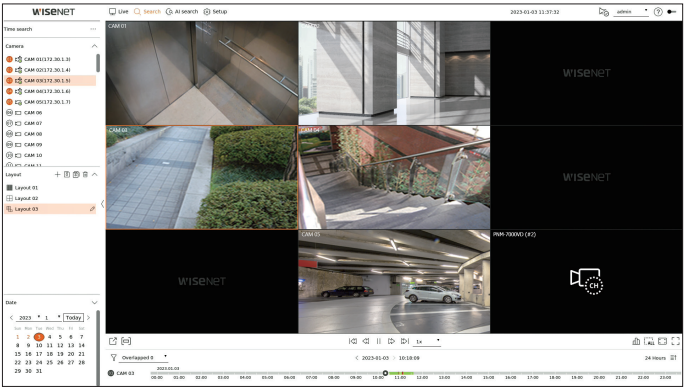 WISENET
Live Search AI search Setup
2023-01-03 11:37:32
admin
Time search
Camera
CAM 01(172.30.1.3)
CAM 02(172.30.1.4)
CAM 03(172.30.1.5)
CAM 04(172.30.1.6)
CAM 05(172.30.1.7)
06 CAM 06
07 CAM 07
08 CAM 08
09 CAM 09
10 CAM 10
11 CAM 11
Layout
Layout 01
Layout 02
Layout 03
Date
2023 1 Today
Sun Mon Tue Wed Thu Fri Sat
1 2 3 4 5 6 7
8 9 10 11 12 13 14
15 16 17 18 19 20 21
22 23 24 25 26 27 28
29 30 31
CAM 01
WISENET
CAM 03
CAM 04
WISENET
WISENET
CAM 05
PNM-7000VD (#2)
CH
1x
ALL
Overlapped 0
2023-01-03 10:18:09
24 Hours
CAM 03
2023.01.03
00:00 01:00 02:00 03:00 04:00 05:00 06:00 07:00 08:00 09:00 10:00 11:00 12:00 13:00 14:00 15:00 16:00 17:00 18:00 19:00 20:00 21:00 22:00 23:00